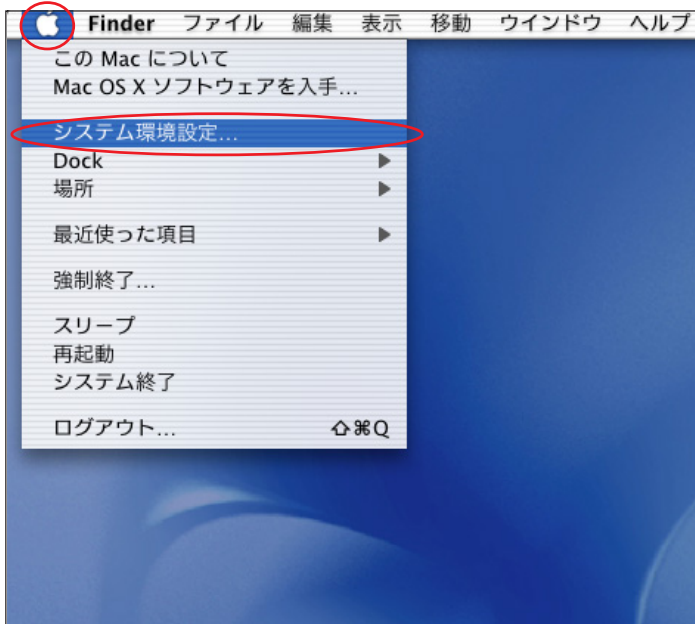 Finder ファイル 編集 表示 移動 ウインドウ ヘルプ
この Mac について
Mac OS X ソフトウェアを入手...
システム環境設定...
Dock
場所
最近使った項目
強制終了...
スリープ
再起動
システム終了
ログアウト... ⇧⌘Q